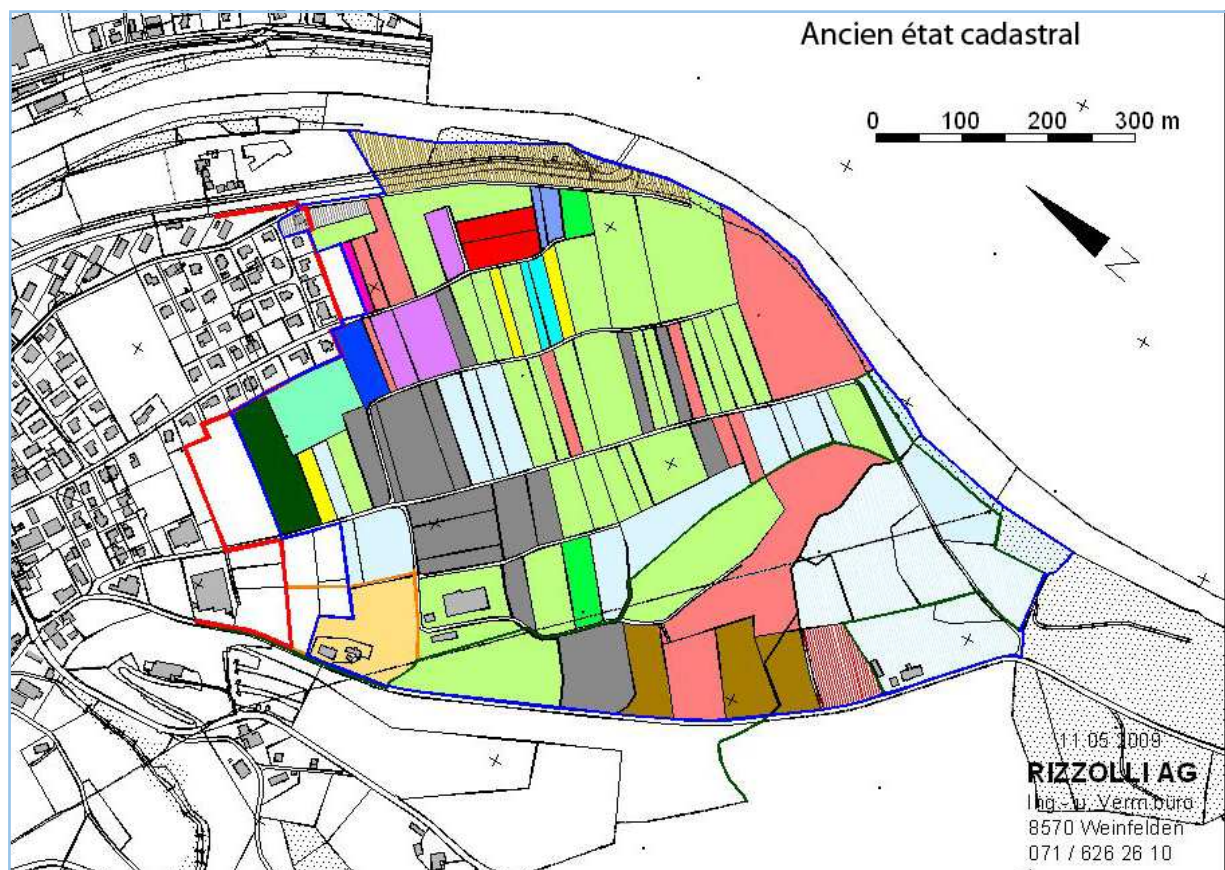 Ancien état cadastral
0 100 200 300 m
N
11.05.2009
RIZZOLLI AG
Ing.- u. Verm.büro
8570 Weinfelden
071 / 626 26 10